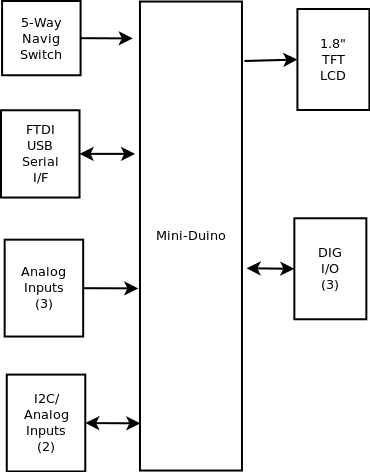 5-Way
Navig
Switch
1.8"
TFT
LCD
FTDI
USB
Serial
I/F
Mini-Duino
Analog
Inputs
(3)
DIG
I/O
(3)
I2C/
Analog
Inputs
(2)